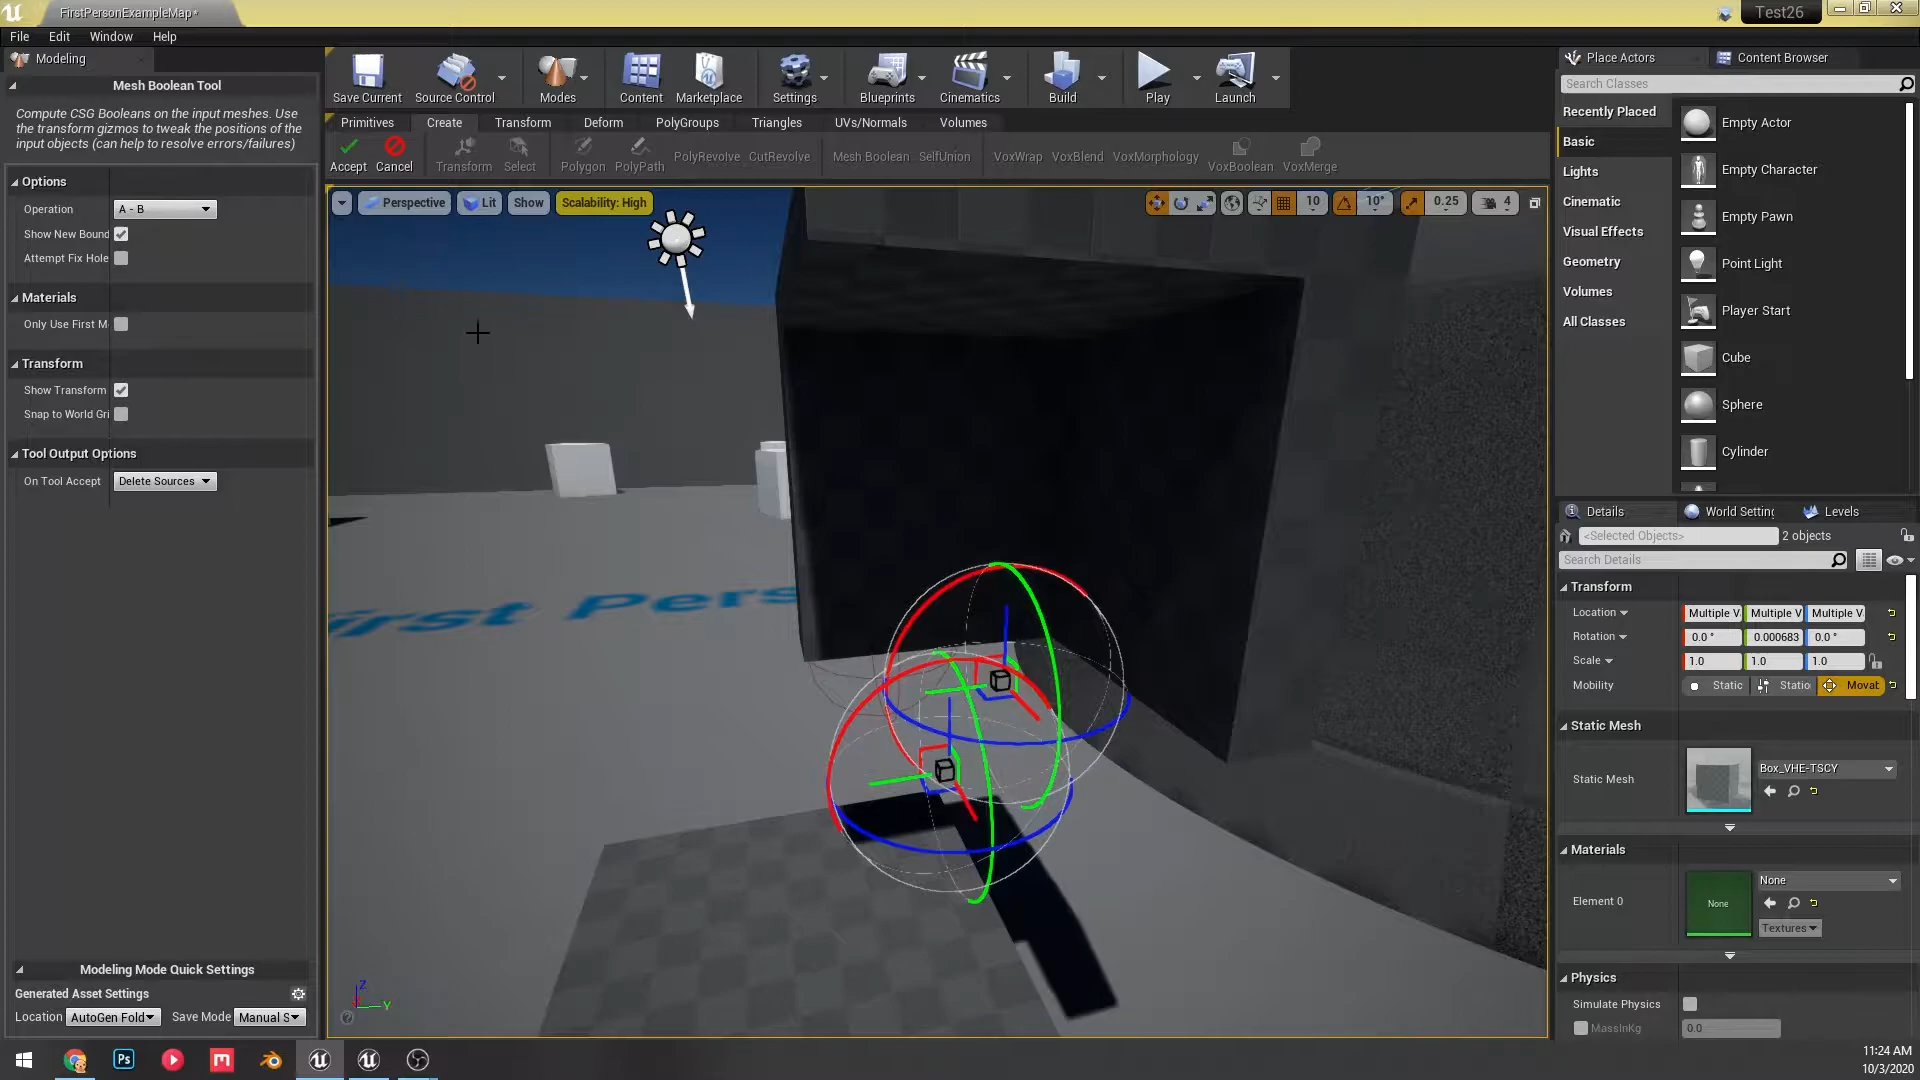 FirstPersonExampleMap*
Test26
File Edit Window Help
Modeling
Mesh Boolean Tool
Compute CSG Booleans on the input meshes. Use
the transform gizmos to tweak the positions of the
input objects (can help to resolve errors/failures)
Options
Operation A - B
Show New Bound
Attempt Fix Hole
Materials
Only Use First M
Transform
Show Transform
Snap to World Gri
Tool Output Options
On Tool Accept Delete Sources
Modeling Mode Quick Settings
Generated Asset Settings
Location AutoGen Fold Save Mode Manual S
Save Current Source Control Modes Content Marketplace Settings Blueprints Cinematics Build Play Launch
Primitives Create Transform Deform PolyGroups Triangles UVs/Normals Volumes
Accept Cancel Transform Select Polygon PolyPath PolyRevolve CutRevolve Mesh Boolean SelfUnion VoxWrap VoxBlend VoxMorphology VoxBoolean VoxMerge
Perspective Lit Show Scalability: High 10 10° 0.25 4
First Pers
Z
Y
Place Actors Content Browser
Search Classes
Recently Placed
Basic
Lights
Cinematic
Visual Effects
Geometry
Volumes
All Classes
Empty Actor
Empty Character
Empty Pawn
Point Light
Player Start
Cube
Sphere
Cylinder
Details World Setting Levels
<Selected Objects> 2 objects
Search Details
Transform
Location Multiple V Multiple V Multiple V
Rotation 0.0 ° 0.000683 0.0 °
Scale 1.0 1.0 1.0
Mobility Static Statio Movab
Static Mesh
Static Mesh Box_VHE-TSCY
Materials
Element 0 None None
Textures
Physics
Simulate Physics
MassInKg 0.0
Ps
11:24 AM
10/3/2020